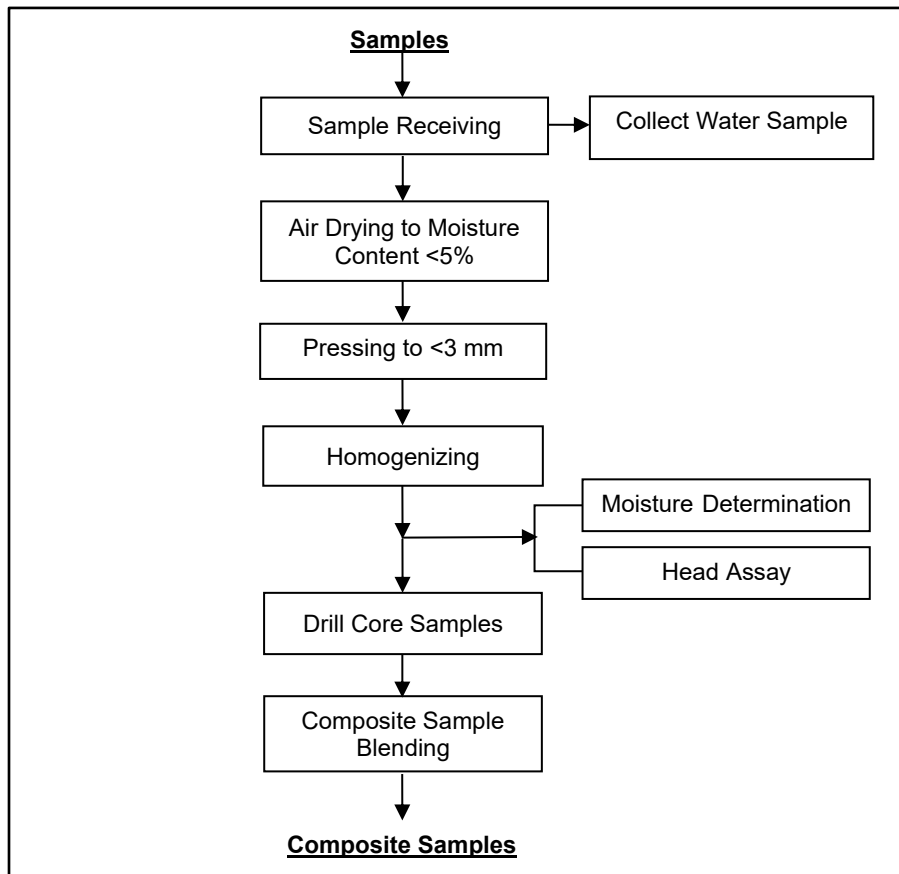 Samples
Sample Receiving
Collect Water Sample
Air Drying to Moisture
Content <5%
Pressing to <3 mm
Homogenizing
Moisture Determination
Head Assay
Drill Core Samples
Composite Sample
Blending
Composite Samples